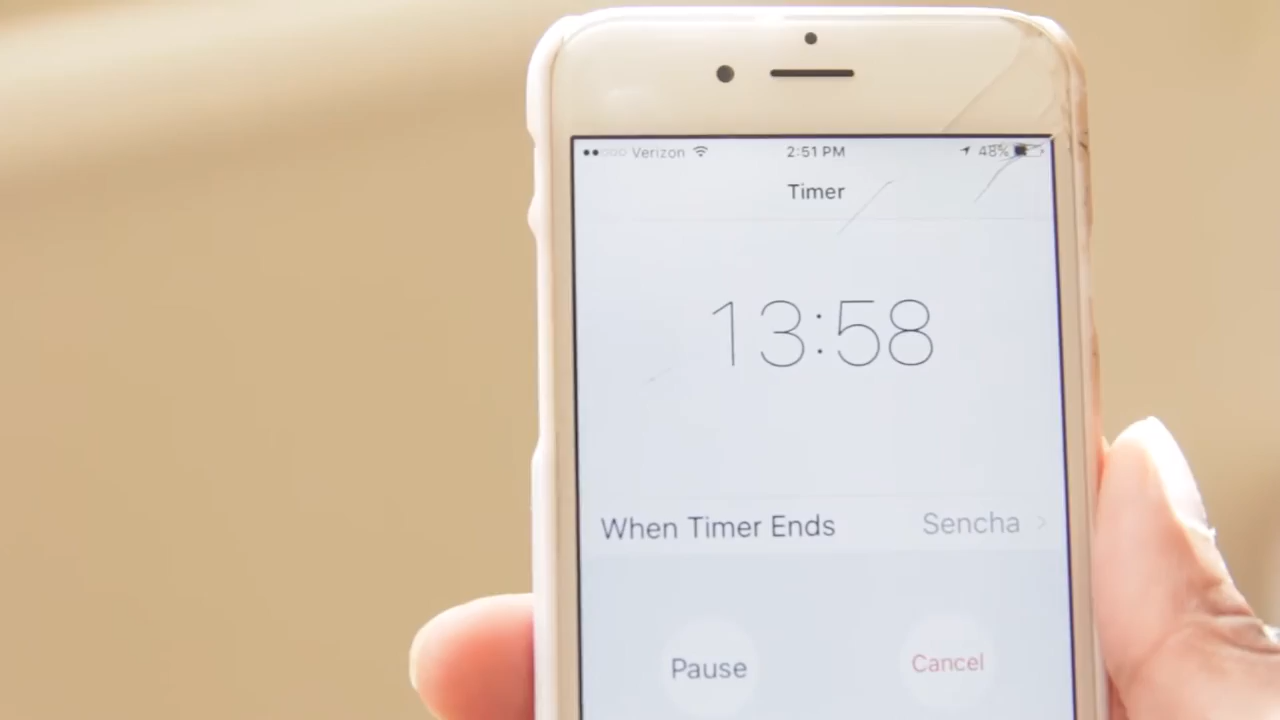 Verizon 2:51 PM 48%
Timer
13:58
When Timer Ends Sencha >
Pause Cancel